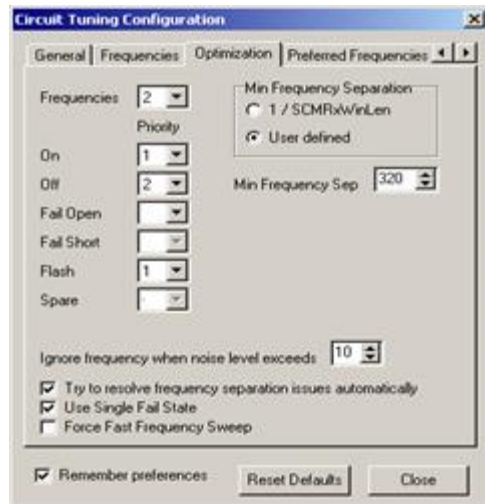 Circuit Tuning Configuration
General Frequencies Optimization Preferred Frequencies
Frequencies 2
Min Frequency Separation
1 / SCMRxWinLen
User defined
Priority
On 1
Off 2
Min Frequency Sep 320
Fail Open
Fail Short
Flash 1
Spare
Ignore frequency when noise level exceeds 10
Try to resolve frequency separation issues automatically
Use Single Fail State
Force Fast Frequency Sweep
Remember preferences Reset Defaults Close